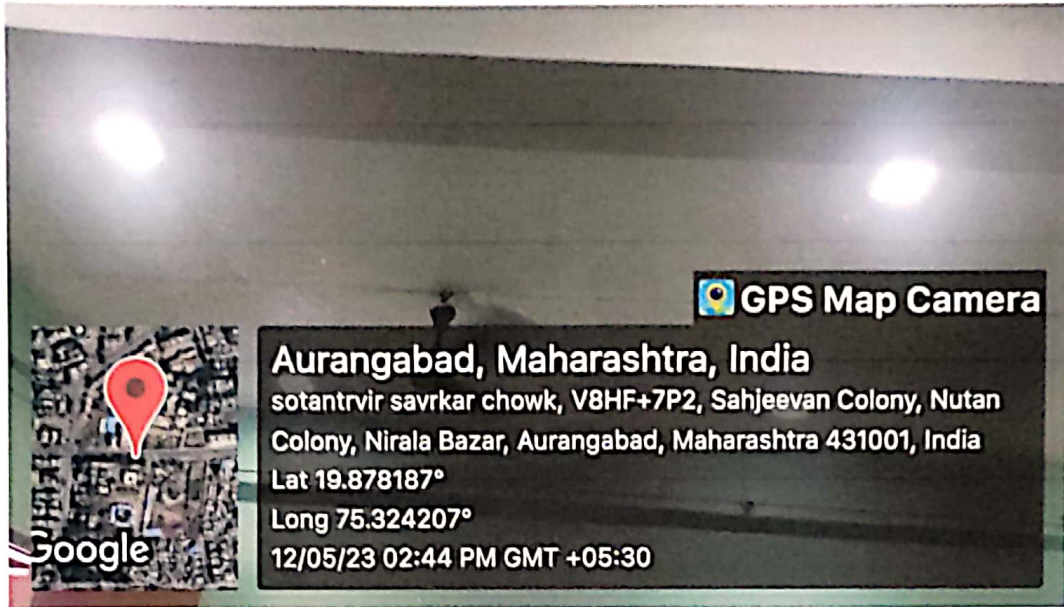 GPS Map Camera
Aurangabad, Maharashtra, India
sotantrvir savrkar chowk, V8HF+7P2, Sahjeevan Colony, Nutan
Colony, Nirala Bazar, Aurangabad, Maharashtra 431001, India
Lat 19.878187°
Long 75.324207°
12/05/23 02:44 PM GMT +05:30
Google